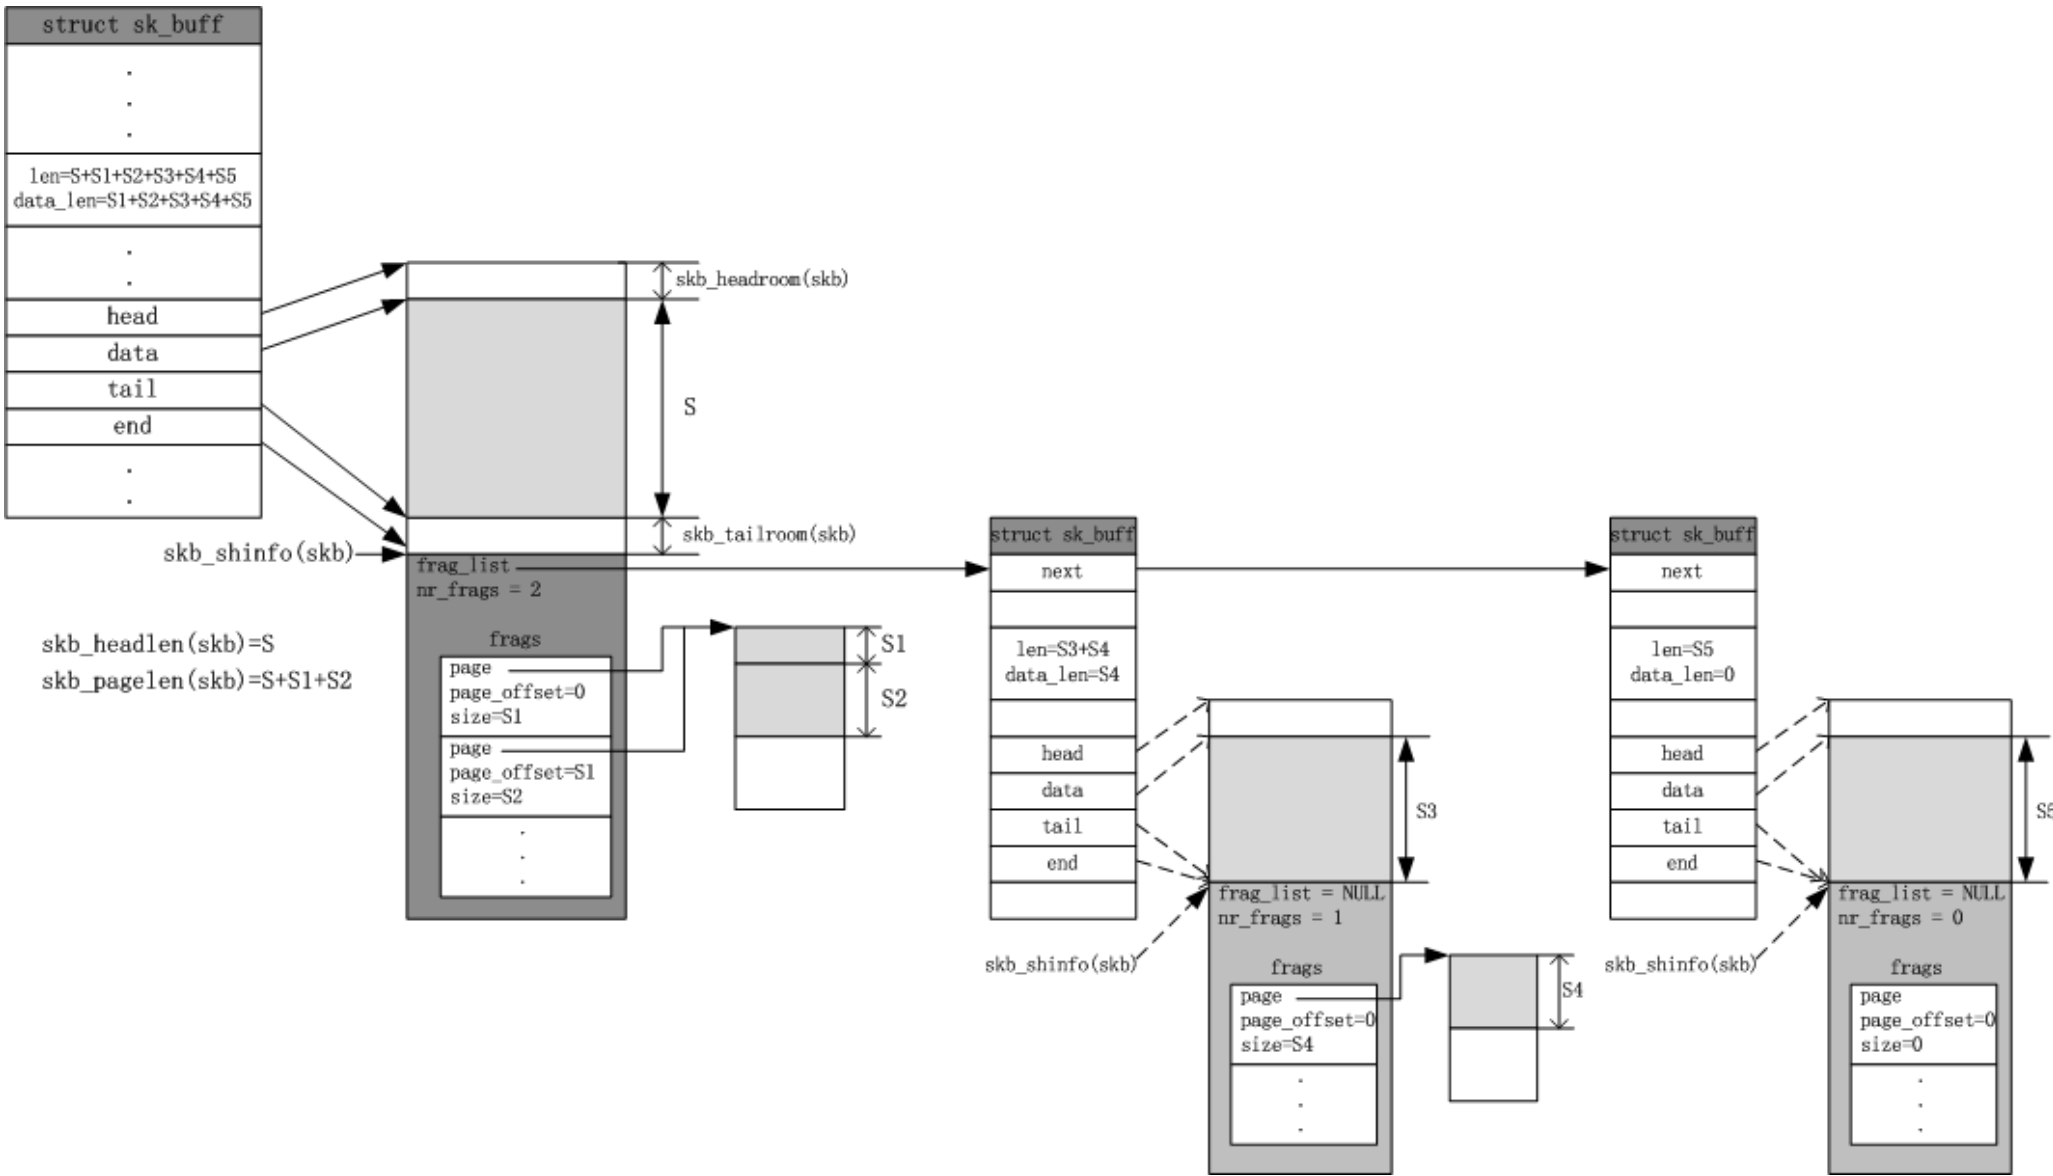 struct sk_buff
.
.
.
len=S+S1+S2+S3+S4+S5
data_len=S1+S2+S3+S4+S5
.
.
head
data
tail
end
.
.
skb_headroom(skb)
S
skb_tailroom(skb)
skb_shinfo(skb)
frag_list
nr_frags = 2
frags
page
page_offset=0
size=S1
page
page_offset=S1
size=S2
.
.
.
skb_headlen(skb)=S
skb_pagelen(skb)=S+S1+S2
S1
S2
struct sk_buff
next
len=S3+S4
data_len=S4
head
data
tail
end
S3
skb_shinfo(skb)
frag_list = NULL
nr_frags = 1
frags
page
page_offset=0
size=S4
.
.
.
S4
struct sk_buff
next
len=S5
data_len=0
head
data
tail
end
S5
skb_shinfo(skb)
frag_list = NULL
nr_frags = 0
frags
page
page_offset=0
size=0
.
.
.